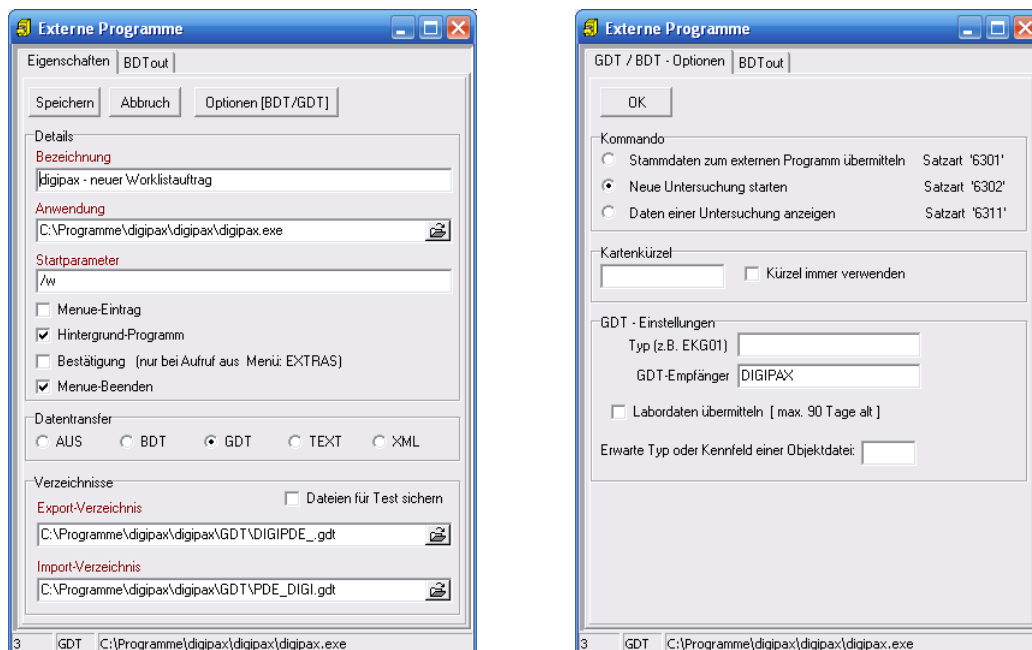 Externe Programme
Eigenschaften BDTout
Speichern Abbruch Optionen [BDT/GDT]
Details
Bezeichnung
digipax - neuer Worklistauftrag
Anwendung
C:\Programme\digipax\digipax\digipax.exe
Startparameter
/w
Menue-Eintrag
Hintergrund-Programm
Bestätigung (nur bei Aufruf aus Menü: EXTRAS)
Menue-Beenden
Datentransfer
AUS BDT GDT TEXT XML
Verzeichnisse
Dateien für Test sichern
Export-Verzeichnis
C:\Programme\digipax\digipax\GDT\DIGIPDE_.gdt
Import-Verzeichnis
C:\Programme\digipax\digipax\GDT\PDE_DIGI.gdt
3 GDT C:\Programme\digipax\digipax\digipax.exe
Externe Programme
GDT / BDT - Optionen BDTout
OK
Kommando
Stammdaten zum externen Programm übermitteln Satzart '6301'
Neue Untersuchung starten Satzart '6302'
Daten einer Untersuchung anzeigen Satzart '6311'
Kartenkürzel
Kürzel immer verwenden
GDT - Einstellungen
Typ (z.B. EKG01)
GDT-Empfänger DIGIPAX
Labordaten übermitteln [ max. 90 Tage alt ]
Erwarte Typ oder Kennfeld einer Objektdatei:
3 GDT C:\Programme\digipax\digipax\digipax.exe